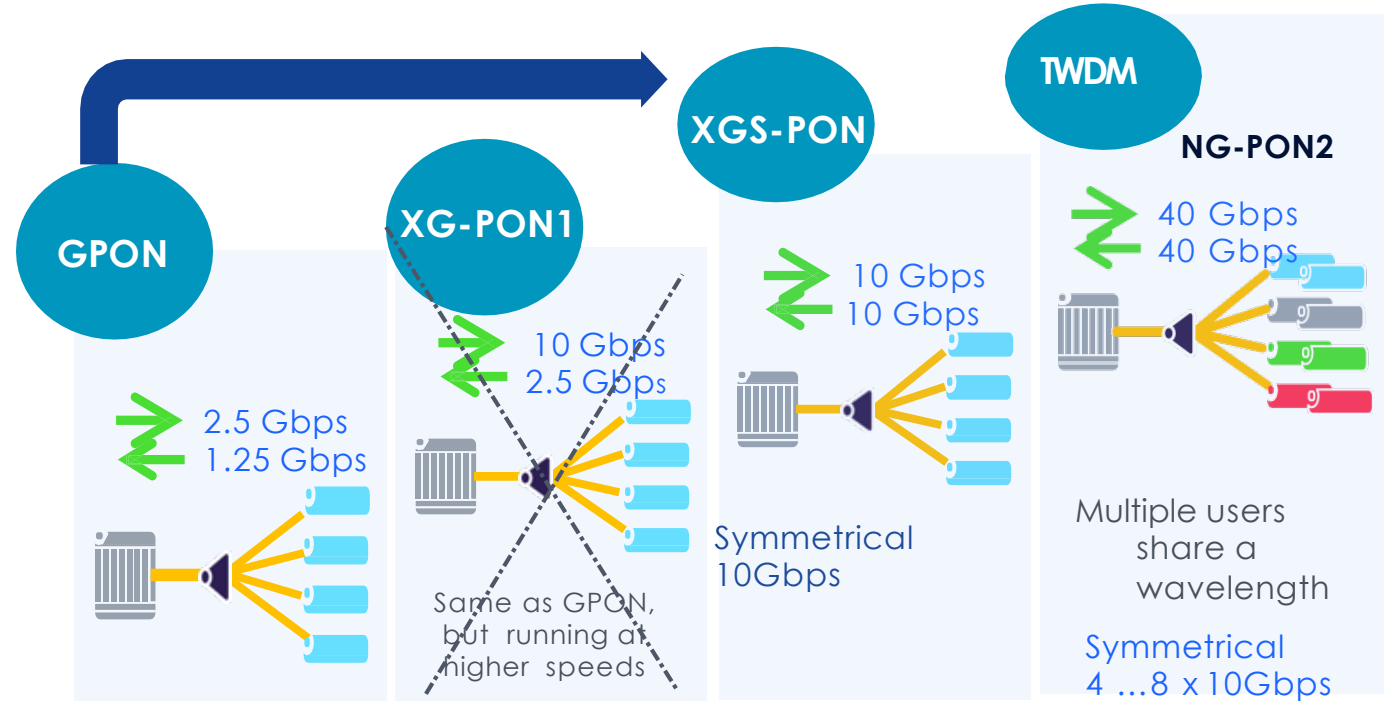 GPON
2.5 Gbps
1.25 Gbps
XG-PON1
10 Gbps
2.5 Gbps
Same as GPON,
but running at
higher speeds
XGS-PON
10 Gbps
10 Gbps
Symmetrical
10Gbps
TWDM
NG-PON2
40 Gbps
40 Gbps
Multiple users
share a
wavelength
Symmetrical
4 ...8 x 10Gbps